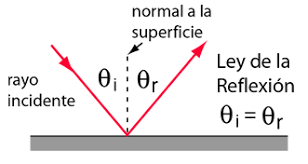 normal a la
superficie
rayo
incidente
θi
θr
Ley de la
Reflexión
θi = θr